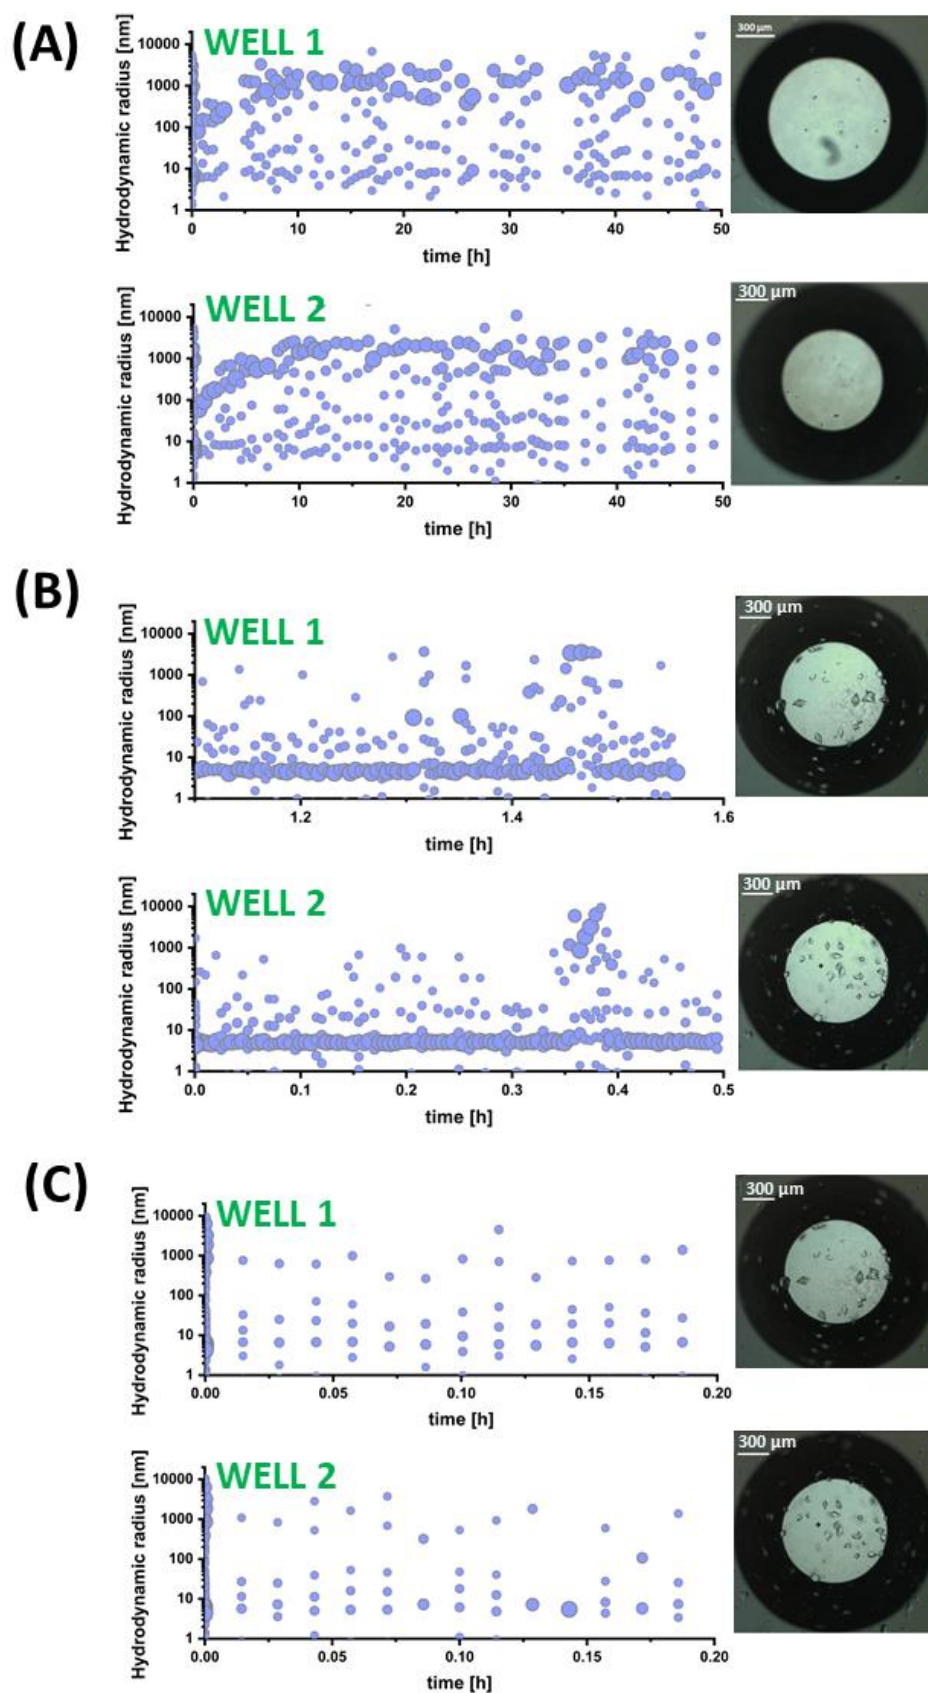 (A)
WELL 1
Hydrodynamic radius [nm]
10000
1000
100
10
1
0 10 20 30 40 50
time [h]
300 µm
WELL 2
Hydrodynamic radius [nm]
10000
1000
100
10
1
0 10 20 30 40 50
time [h]
300 µm
(B)
WELL 1
Hydrodynamic radius [nm]
10000
1000
100
10
1
1.2 1.4 1.6
time [h]
300 µm
WELL 2
Hydrodynamic radius [nm]
10000
1000
100
10
1
0.0 0.1 0.2 0.3 0.4 0.5
time [h]
300 µm
(C)
WELL 1
Hydrodynamic radius [nm]
10000
1000
100
10
1
0.00 0.05 0.10 0.15 0.20
time [h]
300 µm
WELL 2
Hydrodynamic radius [nm]
10000
1000
100
10
1
0.00 0.05 0.10 0.15 0.20
time [h]
300 µm